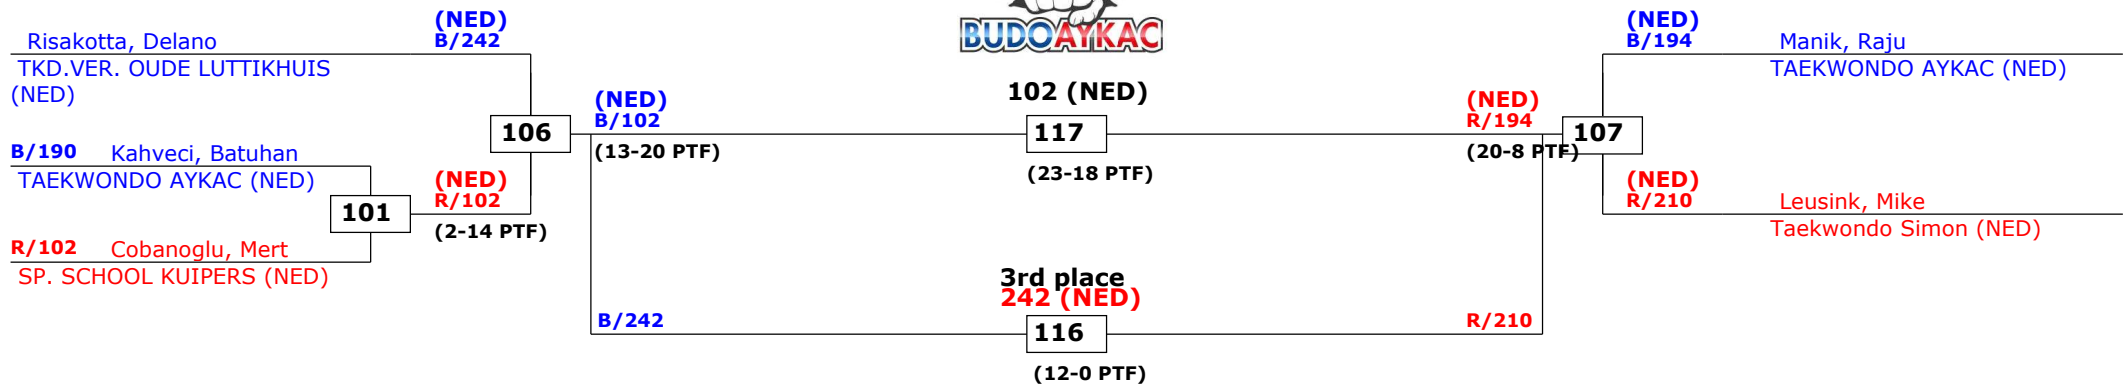 (NED)
B/242
Risakotta, Delano
TKD.VER. OUDE LUTTIKHUIS
(NED)
B/190 Kahveci, Batuhan
TAEKWONDO AYKAC (NED)
101
R/102 Cobanoglu, Mert
SP. SCHOOL KUIPERS (NED)
(NED)
R/102
(2-14 PTF)
106
(NED)
B/102
(13-20 PTF)
BUDOAYKAC
102 (NED)
117
(23-18 PTF)
3rd place
242 (NED)
B/242
116
R/210
(12-0 PTF)
(NED)
R/194
(20-8 PTF)
107
(NED)
B/194
Manik, Raju
TAEKWONDO AYKAC (NED)
(NED)
R/210
Leusink, Mike
Taekwondo Simon (NED)